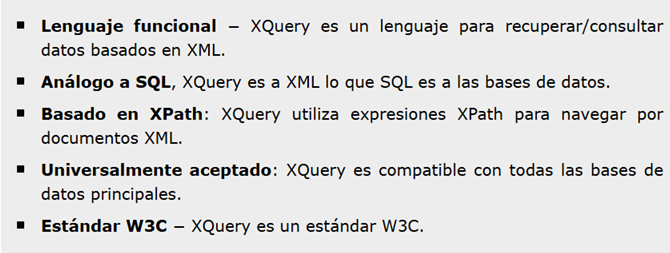 ▪ Lenguaje funcional − XQuery es un lenguaje para recuperar/consultar
datos basados en XML.
▪ Análogo a SQL, XQuery es a XML lo que SQL es a las bases de datos.
▪ Basado en XPath: XQuery utiliza expresiones XPath para navegar por
documentos XML.
▪ Universalmente aceptado: XQuery es compatible con todas las bases de
datos principales.
▪ Estándar W3C − XQuery es un estándar W3C.